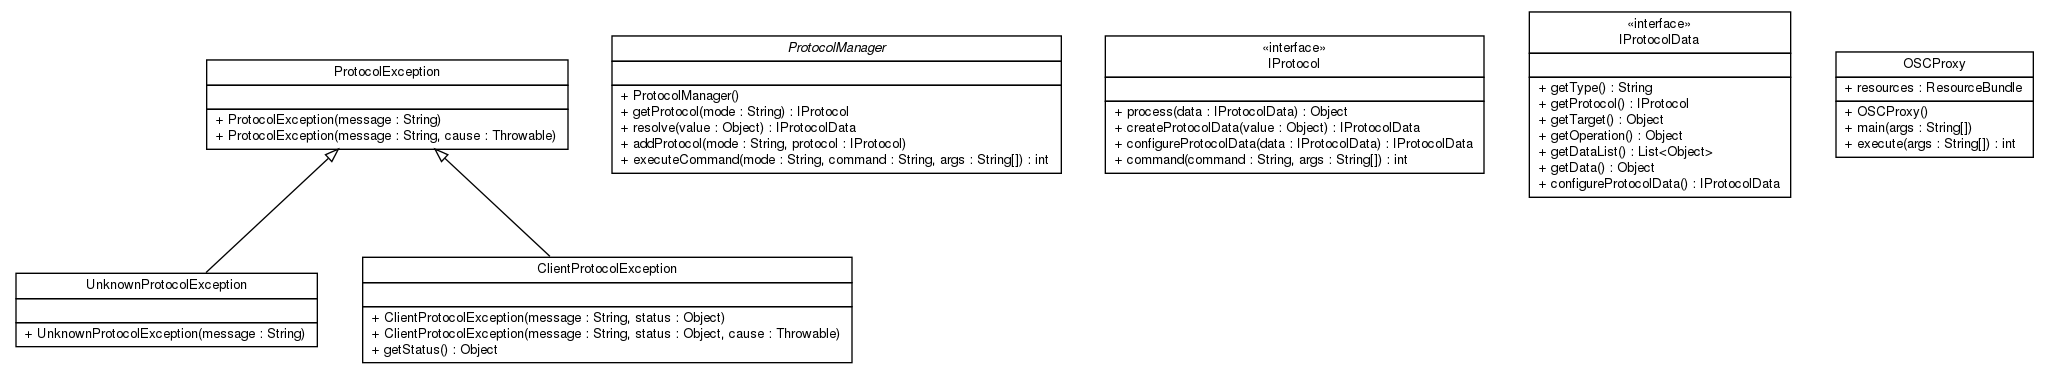 ProtocolException
+ ProtocolException(message : String)
+ ProtocolException(message : String, cause : Throwable)
ProtocolManager
+ ProtocolManager()
+ getProtocol(mode : String) : IProtocol
+ resolve(value : Object) : IProtocolData
+ addProtocol(mode : String, protocol : IProtocol)
+ executeCommand(mode : String, command : String, args : String[]) : int
«interface»
IProtocol
+ process(data : IProtocolData) : Object
+ createProtocolData(value : Object) : IProtocolData
+ configureProtocolData(data : IProtocolData) : IProtocolData
+ command(command : String, args : String[]) : int
«interface»
IProtocolData
+ getType() : String
+ getProtocol() : IProtocol
+ getTarget() : Object
+ getOperation() : Object
+ getDataList() : List<Object>
+ getData() : Object
+ configureProtocolData() : IProtocolData
OSCProxy
+ resources : ResourceBundle
+ OSCProxy()
+ main(args : String[])
+ execute(args : String[]) : int
UnknownProtocolException
+ UnknownProtocolException(message : String)
ClientProtocolException
+ ClientProtocolException(message : String, status : Object)
+ ClientProtocolException(message : String, status : Object, cause : Throwable)
+ getStatus() : Object